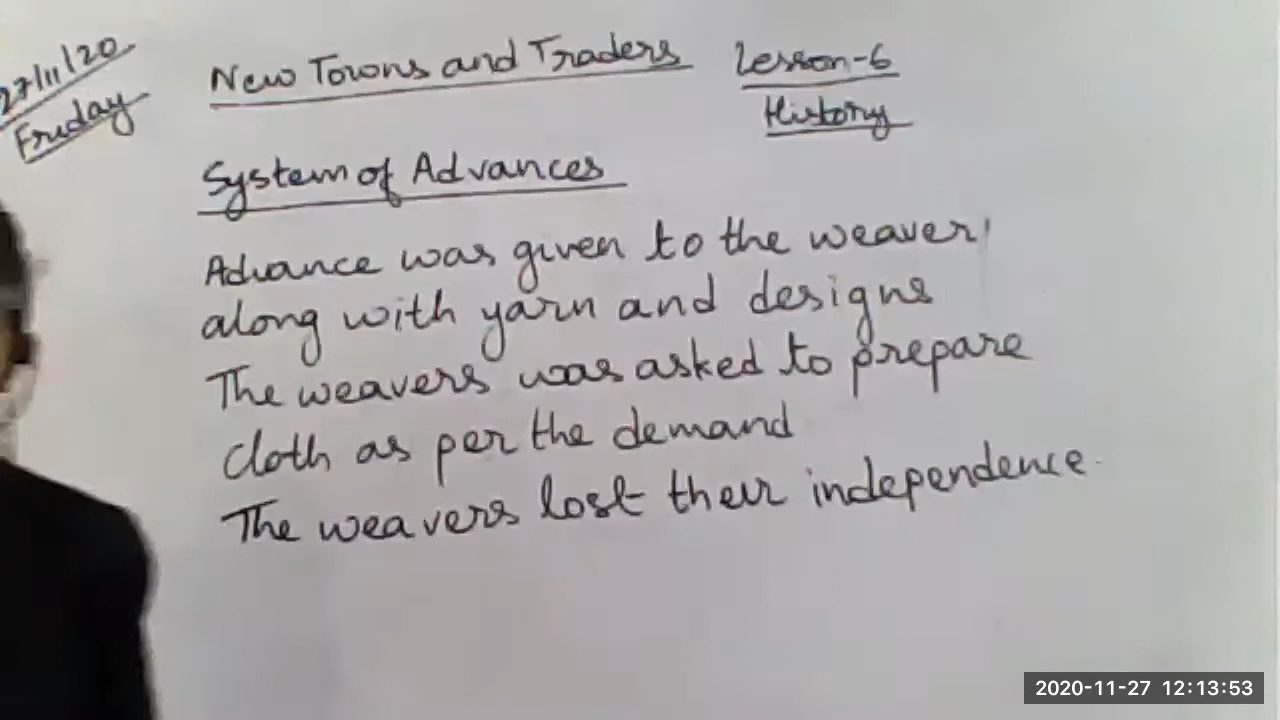 27/11/20
Friday
New Towns and Traders
Lesson-6
History
System of Advances
Advance was given to the weaver
along with yarn and designs
The weavers was asked to prepare
cloth as per the demand
The weavers lost their independence.
2020-11-27 12:13:53